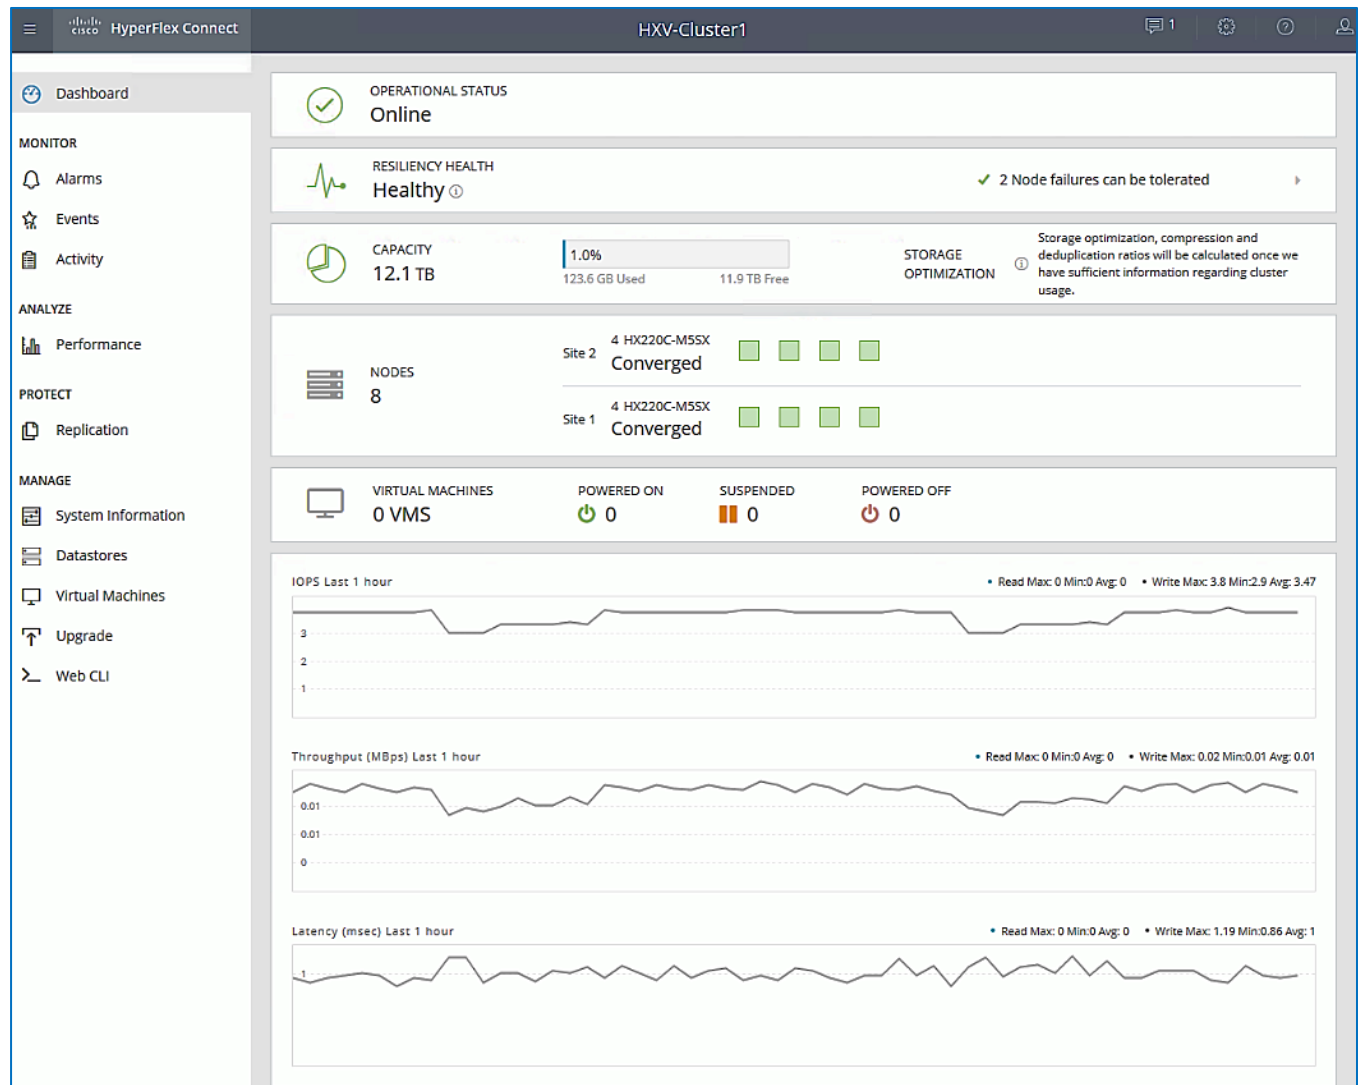 cisco HyperFlex Connect
HXV-Cluster1
1
Dashboard
MONITOR
Alarms
Events
Activity
ANALYZE
Performance
PROTECT
Replication
MANAGE
System Information
Datastores
Virtual Machines
Upgrade
Web CLI
OPERATIONAL STATUS
Online
RESILIENCY HEALTH
Healthy
2 Node failures can be tolerated
CAPACITY
12.1 TB
1.0%
123.6 GB Used 11.9 TB Free
STORAGE
OPTIMIZATION
Storage optimization, compression and
deduplication ratios will be calculated once we
have sufficient information regarding cluster
usage.
NODES
8
Site 2
4 HX220C-M5SX
Converged
Site 1
4 HX220C-M5SX
Converged
VIRTUAL MACHINES
0 VMS
POWERED ON
0
SUSPENDED
0
POWERED OFF
0
IOPS Last 1 hour
Read Max: 0 Min:0 Avg: 0 Write Max: 3.8 Min:2.9 Avg: 3.47
3
2
1
Throughput (MBps) Last 1 hour
Read Max: 0 Min:0 Avg: 0 Write Max: 0.02 Min:0.01 Avg: 0.01
0.01
0.01
0
Latency (msec) Last 1 hour
Read Max: 0 Min:0 Avg: 0 Write Max: 1.19 Min:0.86 Avg: 1
1